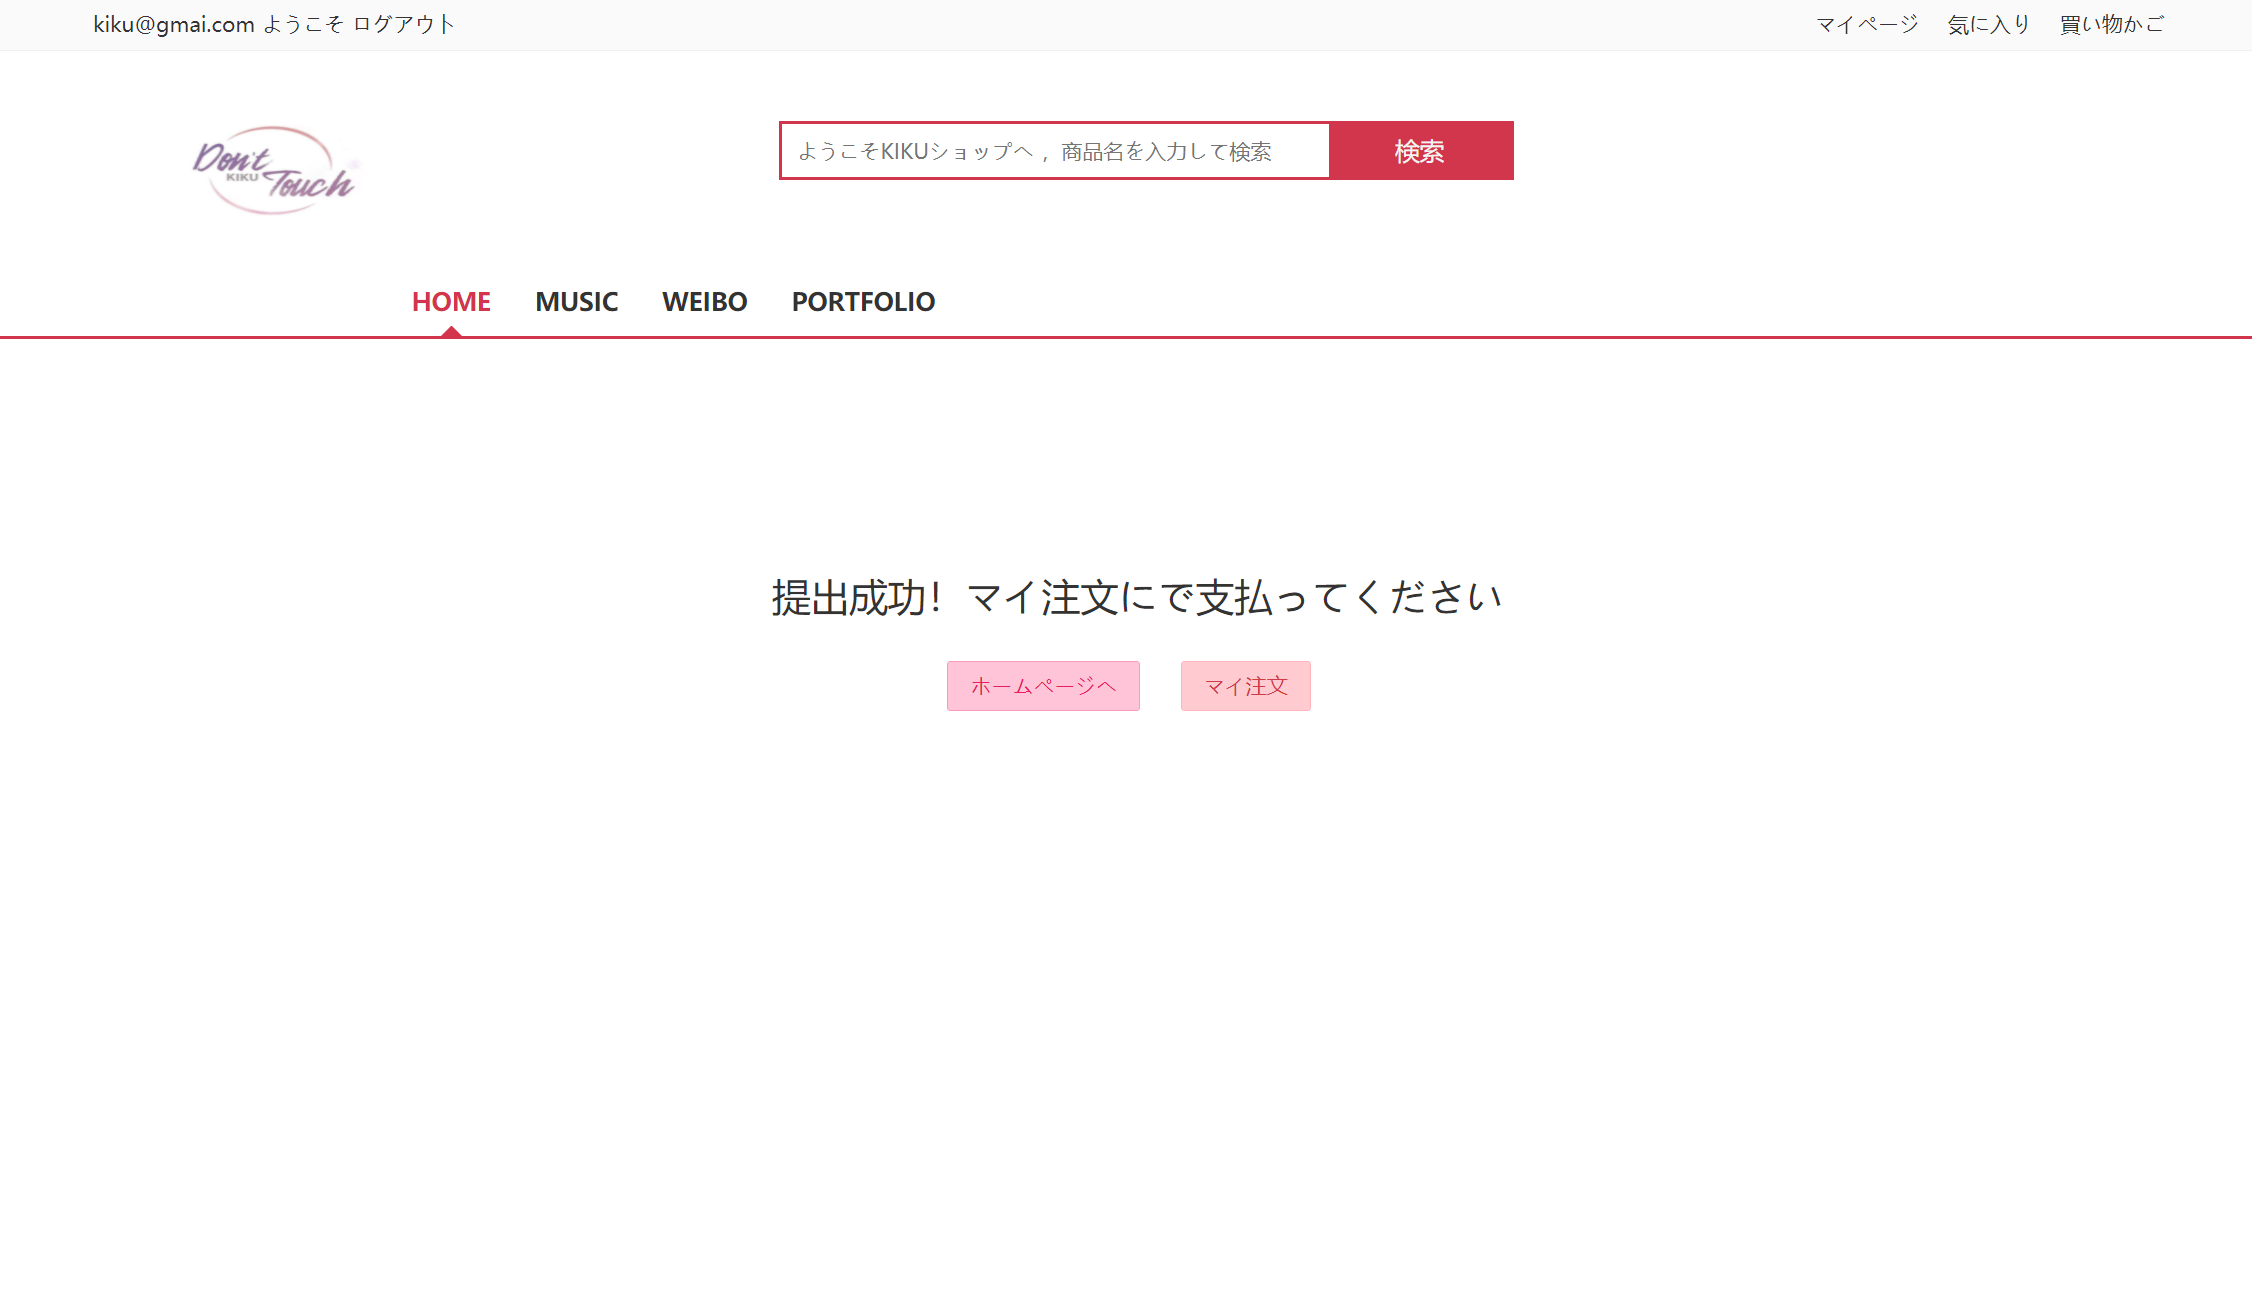 kiku@gmai.com ようこそ ログアウト
マイページ 気に入り 買い物かご
Don't
KIKU
Touch
ようこそKIKUショップへ ，商品名を入力して検索
検索
HOME MUSIC WEIBO PORTFOLIO
提出成功！マイ注文にで支払ってください
ホームページへ マイ注文